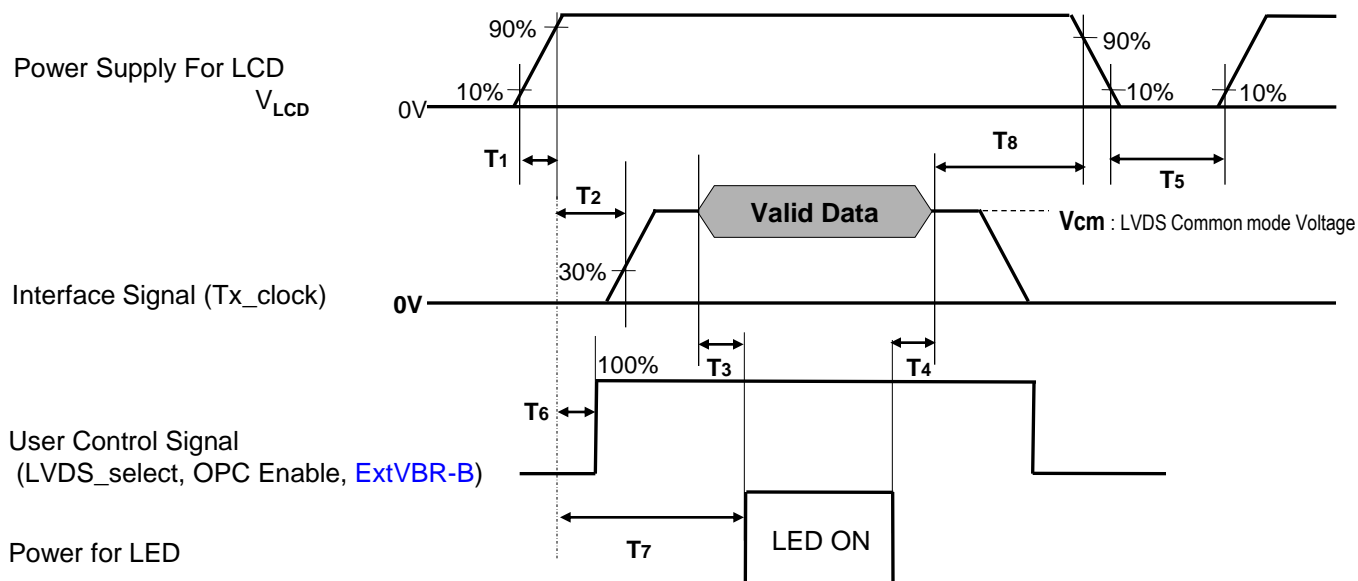 90%
90%
Power Supply For LCD
VLCD
10%
10%
10%
0V
T1
T8
T5
T2
Valid Data
Vcm : LVDS Common mode Voltage
30%
Interface Signal (Tx_clock)
0V
T3
T4
100%
T6
User Control Signal
(LVDS_select, OPC Enable, ExtVBR-B)
T7
LED ON
Power for LED